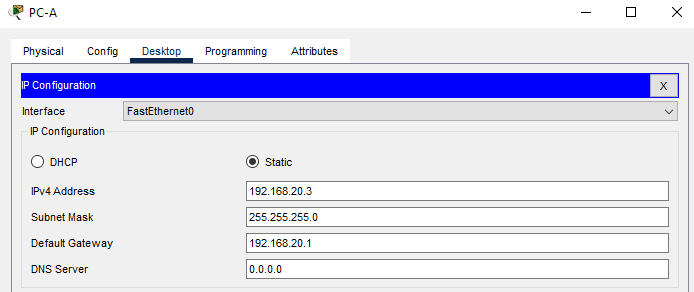 PC-A
Physical Config Desktop Programming Attributes
IP Configuration X
Interface FastEthernet0
IP Configuration
DHCP Static
IPv4 Address 192.168.20.3
Subnet Mask 255.255.255.0
Default Gateway 192.168.20.1
DNS Server 0.0.0.0